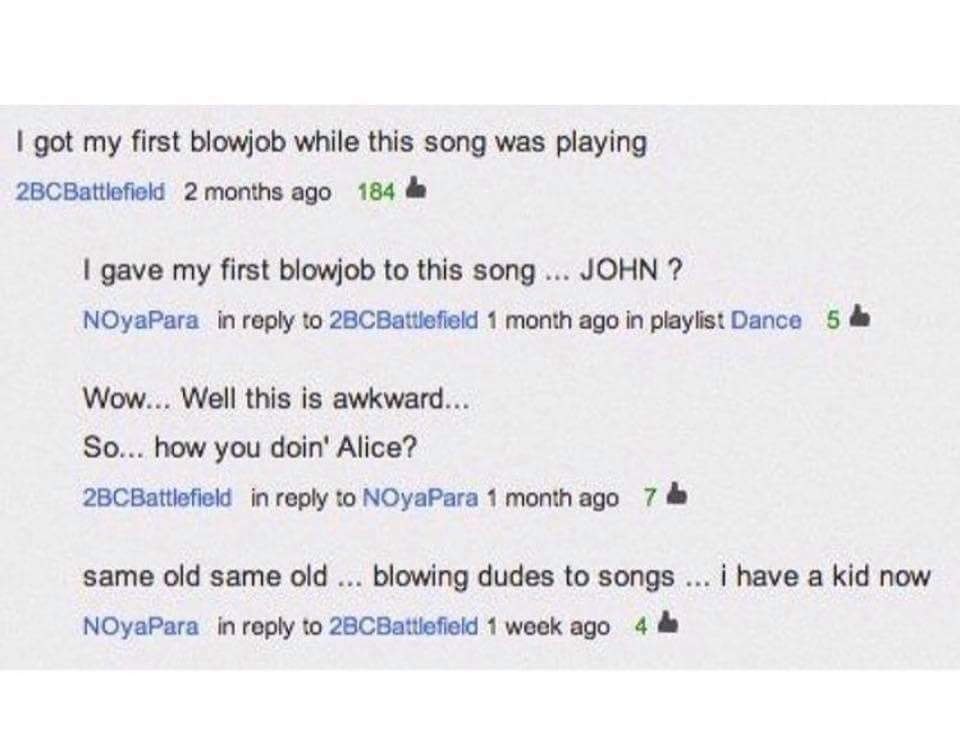 I got my first blowjob while this song was playing
2BCBattlefield 2 months ago 184
I gave my first blowjob to this song ... JOHN ?
NOyaPara in reply to 2BCBattlefield 1 month ago in playlist Dance 5
Wow... Well this is awkward...
So... how you doin' Alice?
2BCBattlefield in reply to NOyaPara 1 month ago 7
same old same old ... blowing dudes to songs ... i have a kid now
NOyaPara in reply to 2BCBattlefield 1 week ago 4